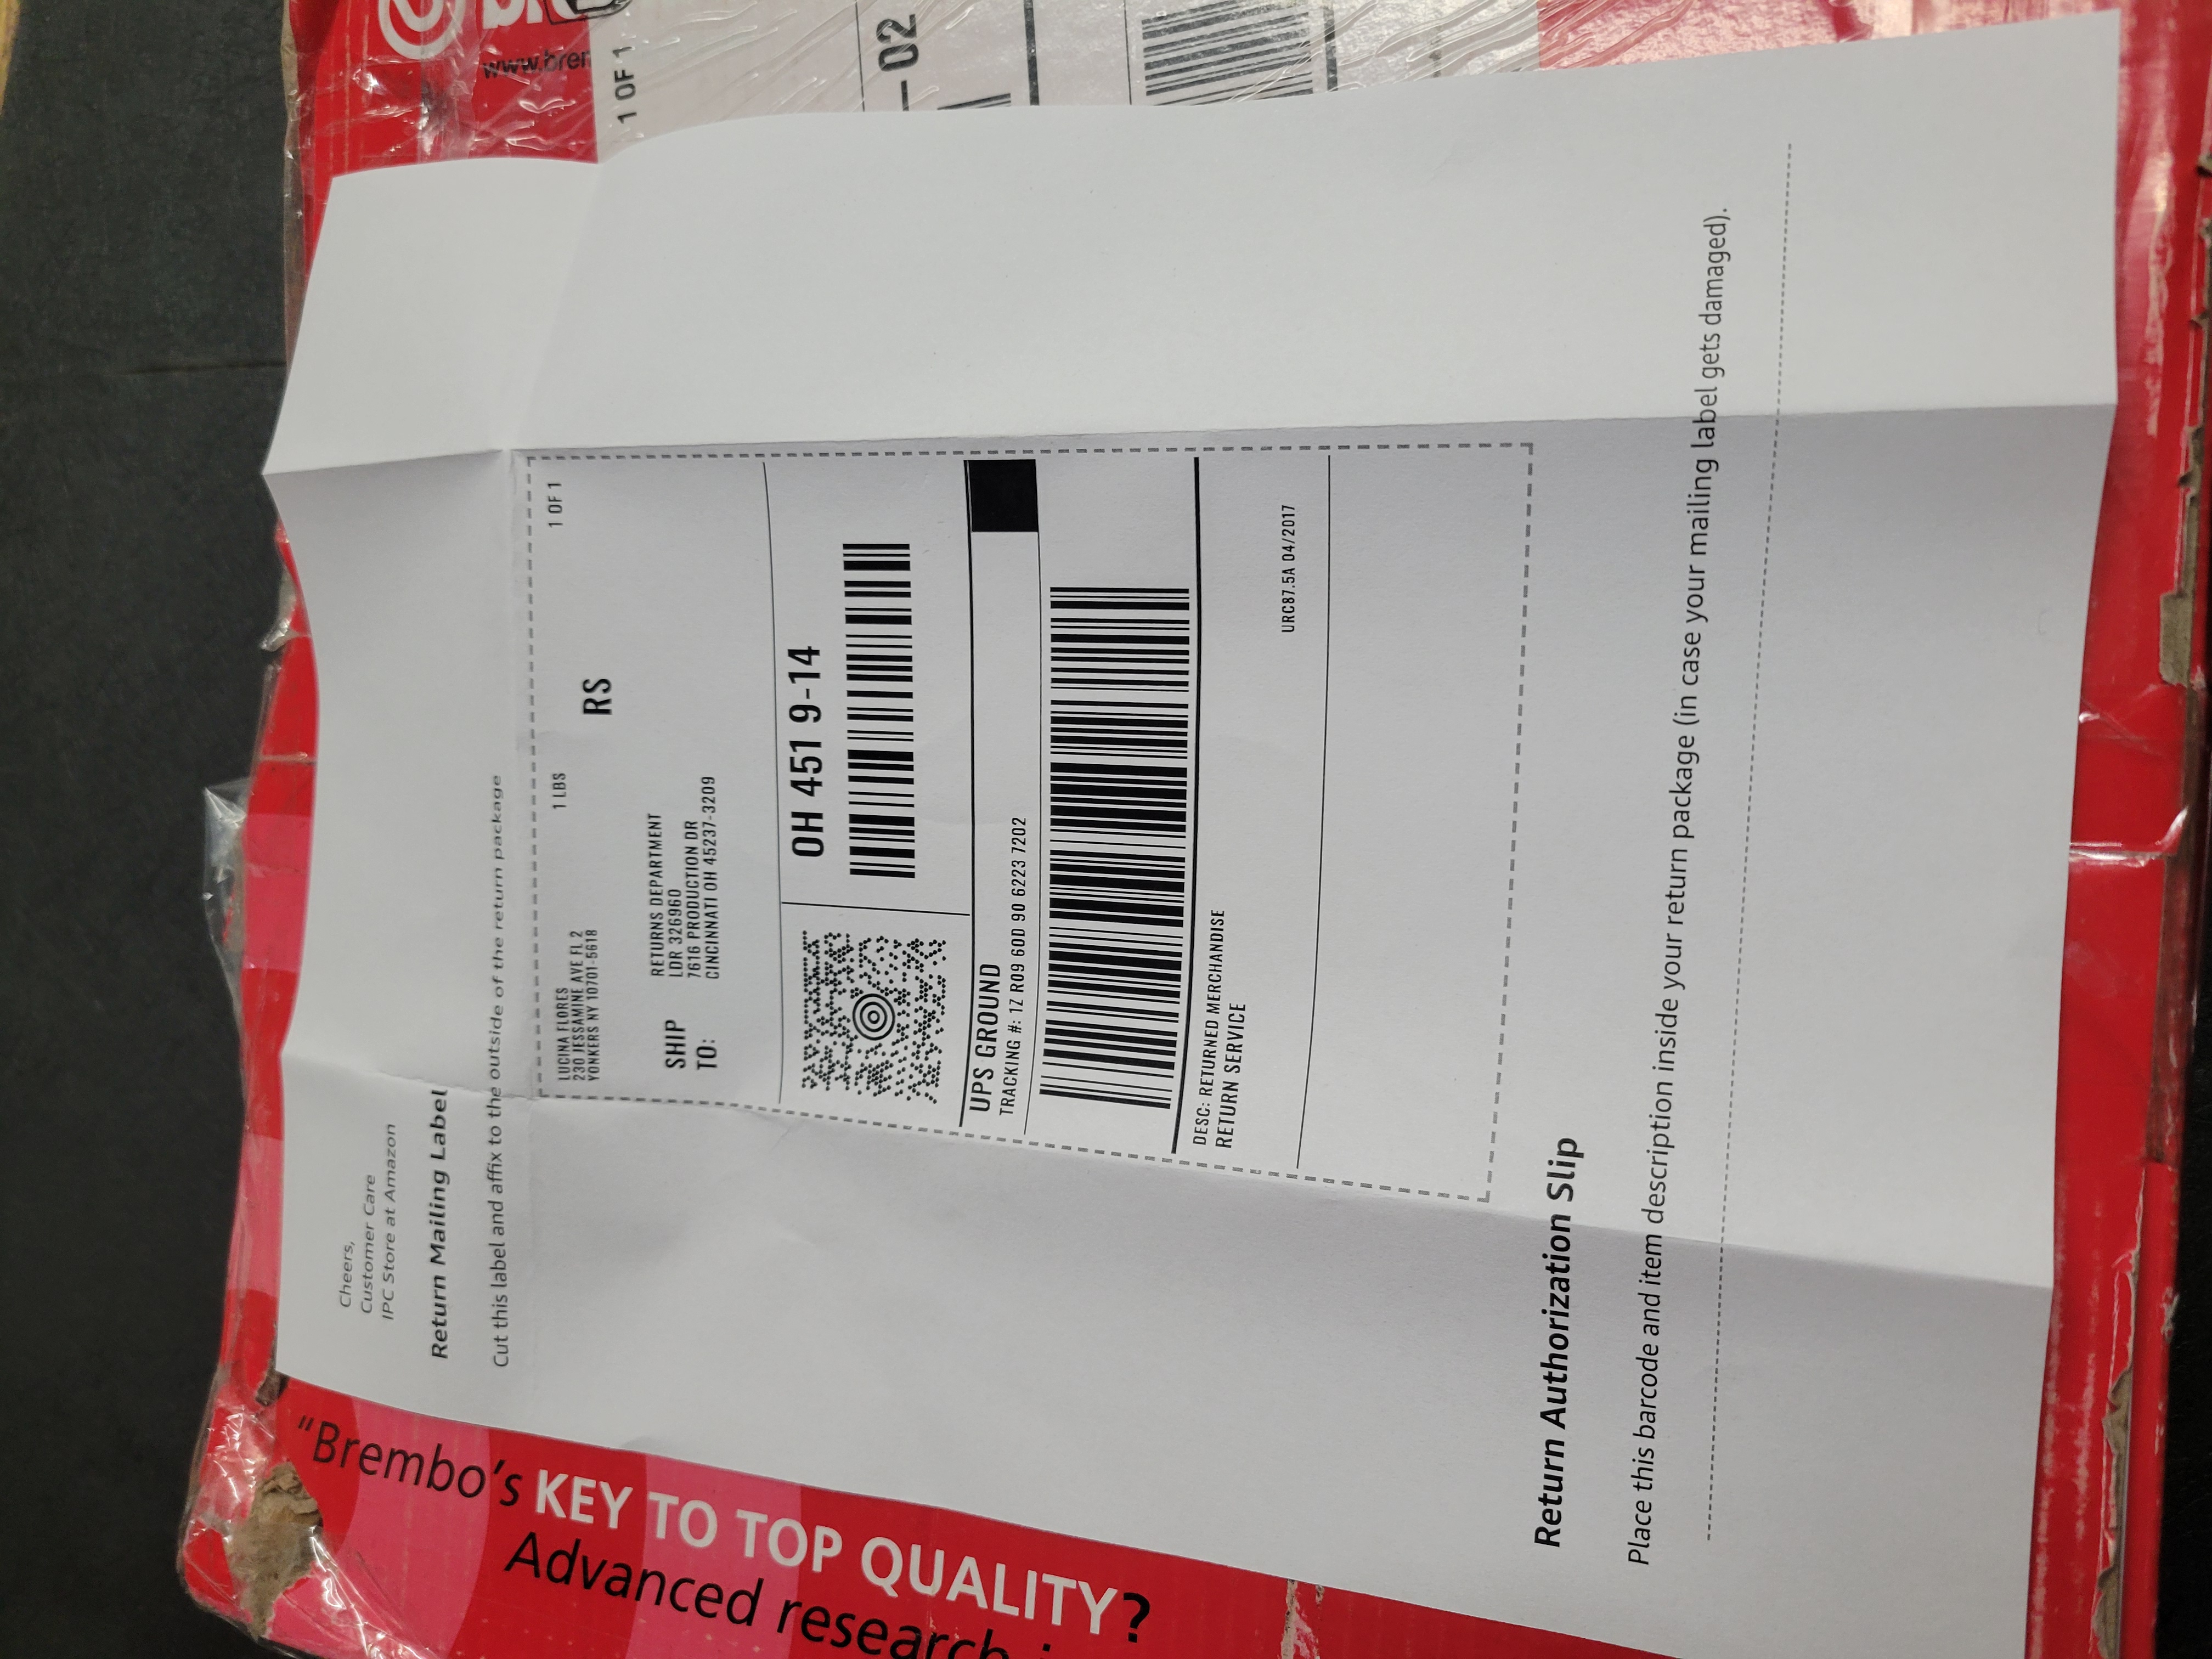 www.brem
1 OF 1
02
Cheers,
Customer Care
IPC Store at Amazon
Return Mailing Label
Cut this label and affix to the outside of the return package
LUCINA FLORES
230 JESSAMINE AVE FL 2
YONKERS NY 10701-5618
1 LBS
1 OF 1
RS
SHIP
TO:
RETURNS DEPARTMENT
LDR 326960
7616 PRODUCTION DR
CINCINNATI OH 45237-3209
OH 451 9-14
UPS GROUND
TRACKING #: 1Z R09 60D 90 6223 7202
DESC: RETURNED MERCHANDISE
RETURN SERVICE
URC87.5A 04/2017
Return Authorization Slip
Place this barcode and item description inside your return package (in case your mailing label gets damaged).
"Brembo's KEY TO TOP QUALITY?
Advanced research